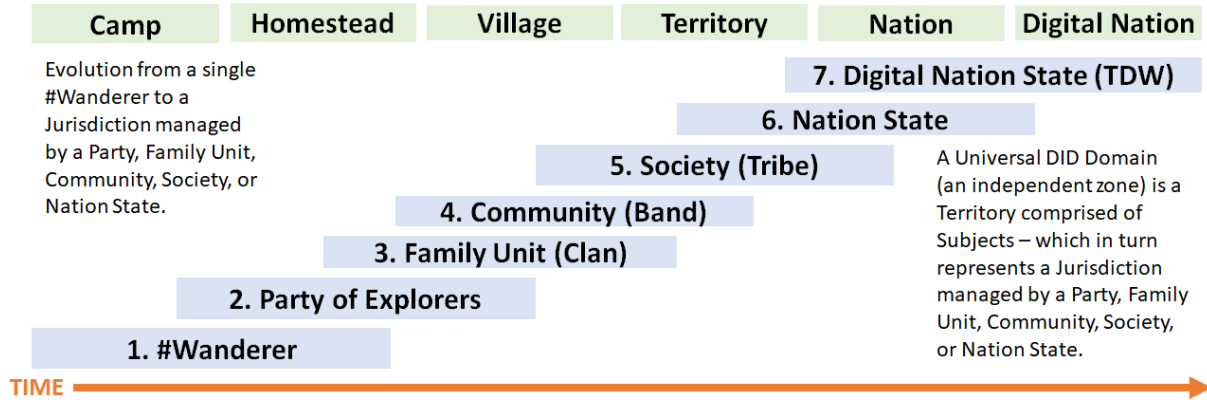 Camp
Homestead
Village
Territory
Nation
Digital Nation
Evolution from a single
#Wanderer to a
Jurisdiction managed
by a Party, Family Unit,
Community, Society, or
Nation State.
7. Digital Nation State (TDW)
6. Nation State
5. Society (Tribe)
4. Community (Band)
3. Family Unit (Clan)
2. Party of Explorers
1. #Wanderer
A Universal DID Domain
(an independent zone) is a
Territory comprised of
Subjects – which in turn
represents a Jurisdiction
managed by a Party, Family
Unit, Community, Society,
or Nation State.
TIME